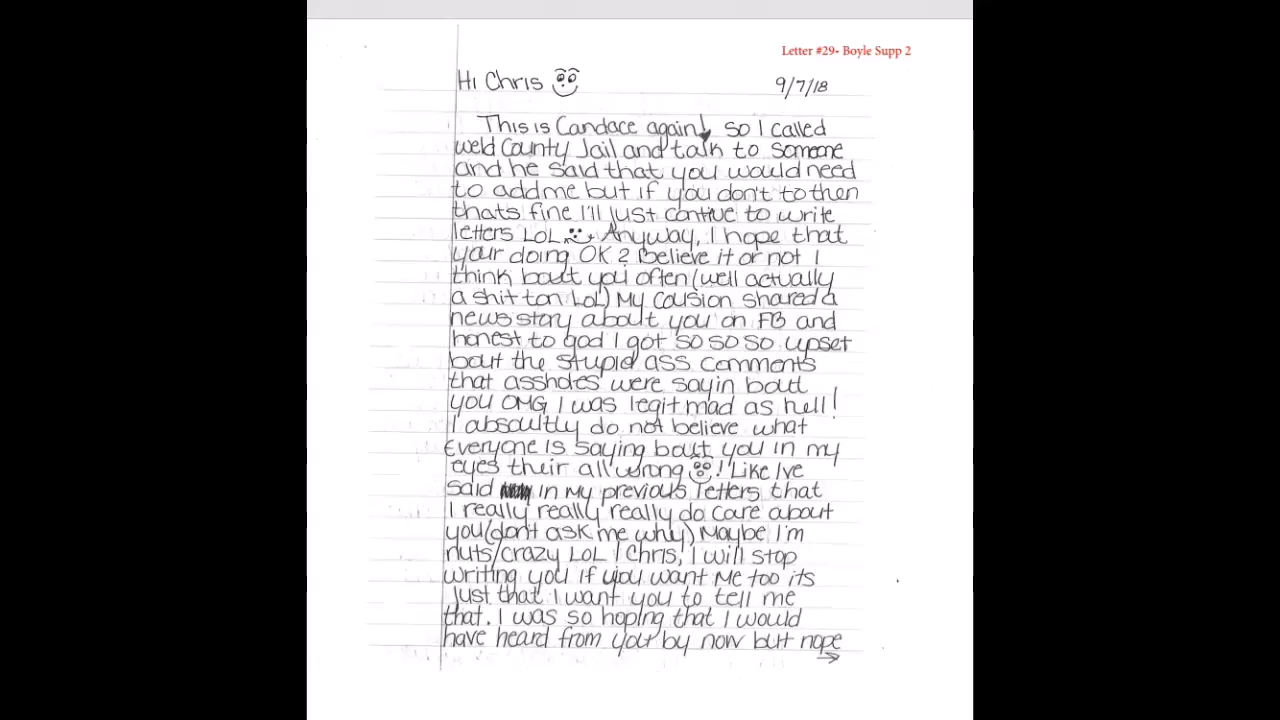 Letter #29- Boyle Supp 2
Hi Chris
9/7/18
This is Candace again! So I called
Weld County Jail and talk to someone
and he said that you would need
to add me but if you don't to then
thats fine I'll just contiue to write
letters LOL Anyway, I hope that
your doing OK? Believe it or not I
think bout you often (well actually
a shit ton LOL) My cousion shared a
news story about you on FB and
honest to god I got so so so upset
bout the stupid ass comments
that assholes were sayin bout
you OMG I was legit mad as hell!
I absoultly do not believe what
Everyone is saying bout you in my
eyes their all wrong! Like Ive
said in my previous letters that
I really really really do care about
you (don't ask me why) Maybe I'm
nuts/crazy LOL! Chris, I will stop
writing you if you want me too its
just that I want you to tell me
that. I was so hoping that I would
have heard from you by now but nope
→